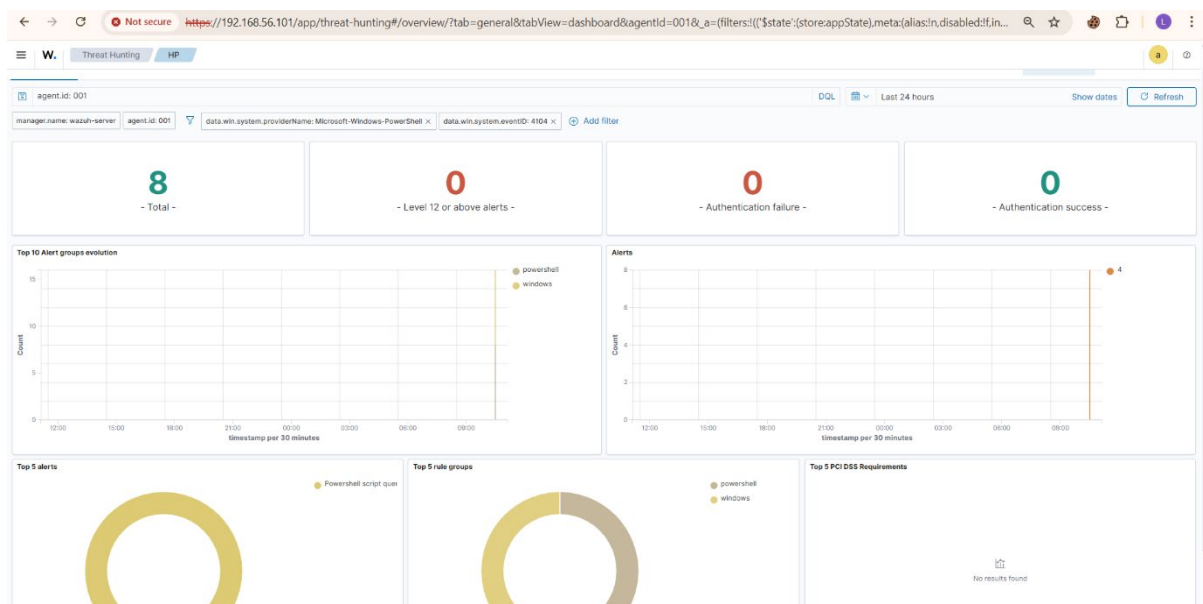 Not secure https://192.168.56.101/app/threat-hunting#/overview/?tab=general&tabView=dashboard&agentId=001&_a=(filters:!(('$state':(store:appState),meta:(alias:!n,disabled:!f,in...
L
W. Threat Hunting HP a
agent.id: 001 DQL Last 24 hours Show dates Refresh
manager.name: wazuh-server agent.id: 001 data.win.system.providerName: Microsoft-Windows-PowerShell × data.win.system.eventID: 4104 × Add filter
8
- Total -
0
- Level 12 or above alerts -
0
- Authentication failure -
0
- Authentication success -
Top 10 Alert groups evolution
powershell
windows
15
10
5
0
Count
12:00 15:00 18:00 21:00 00:00 03:00 06:00 09:00
timestamp per 30 minutes
Alerts
4
8
6
4
2
0
Count
12:00 15:00 18:00 21:00 00:00 03:00 06:00 09:00
timestamp per 30 minutes
Top 5 alerts
Powershell script quer
Top 5 rule groups
powershell
windows
Top 5 PCI DSS Requirements
No results found